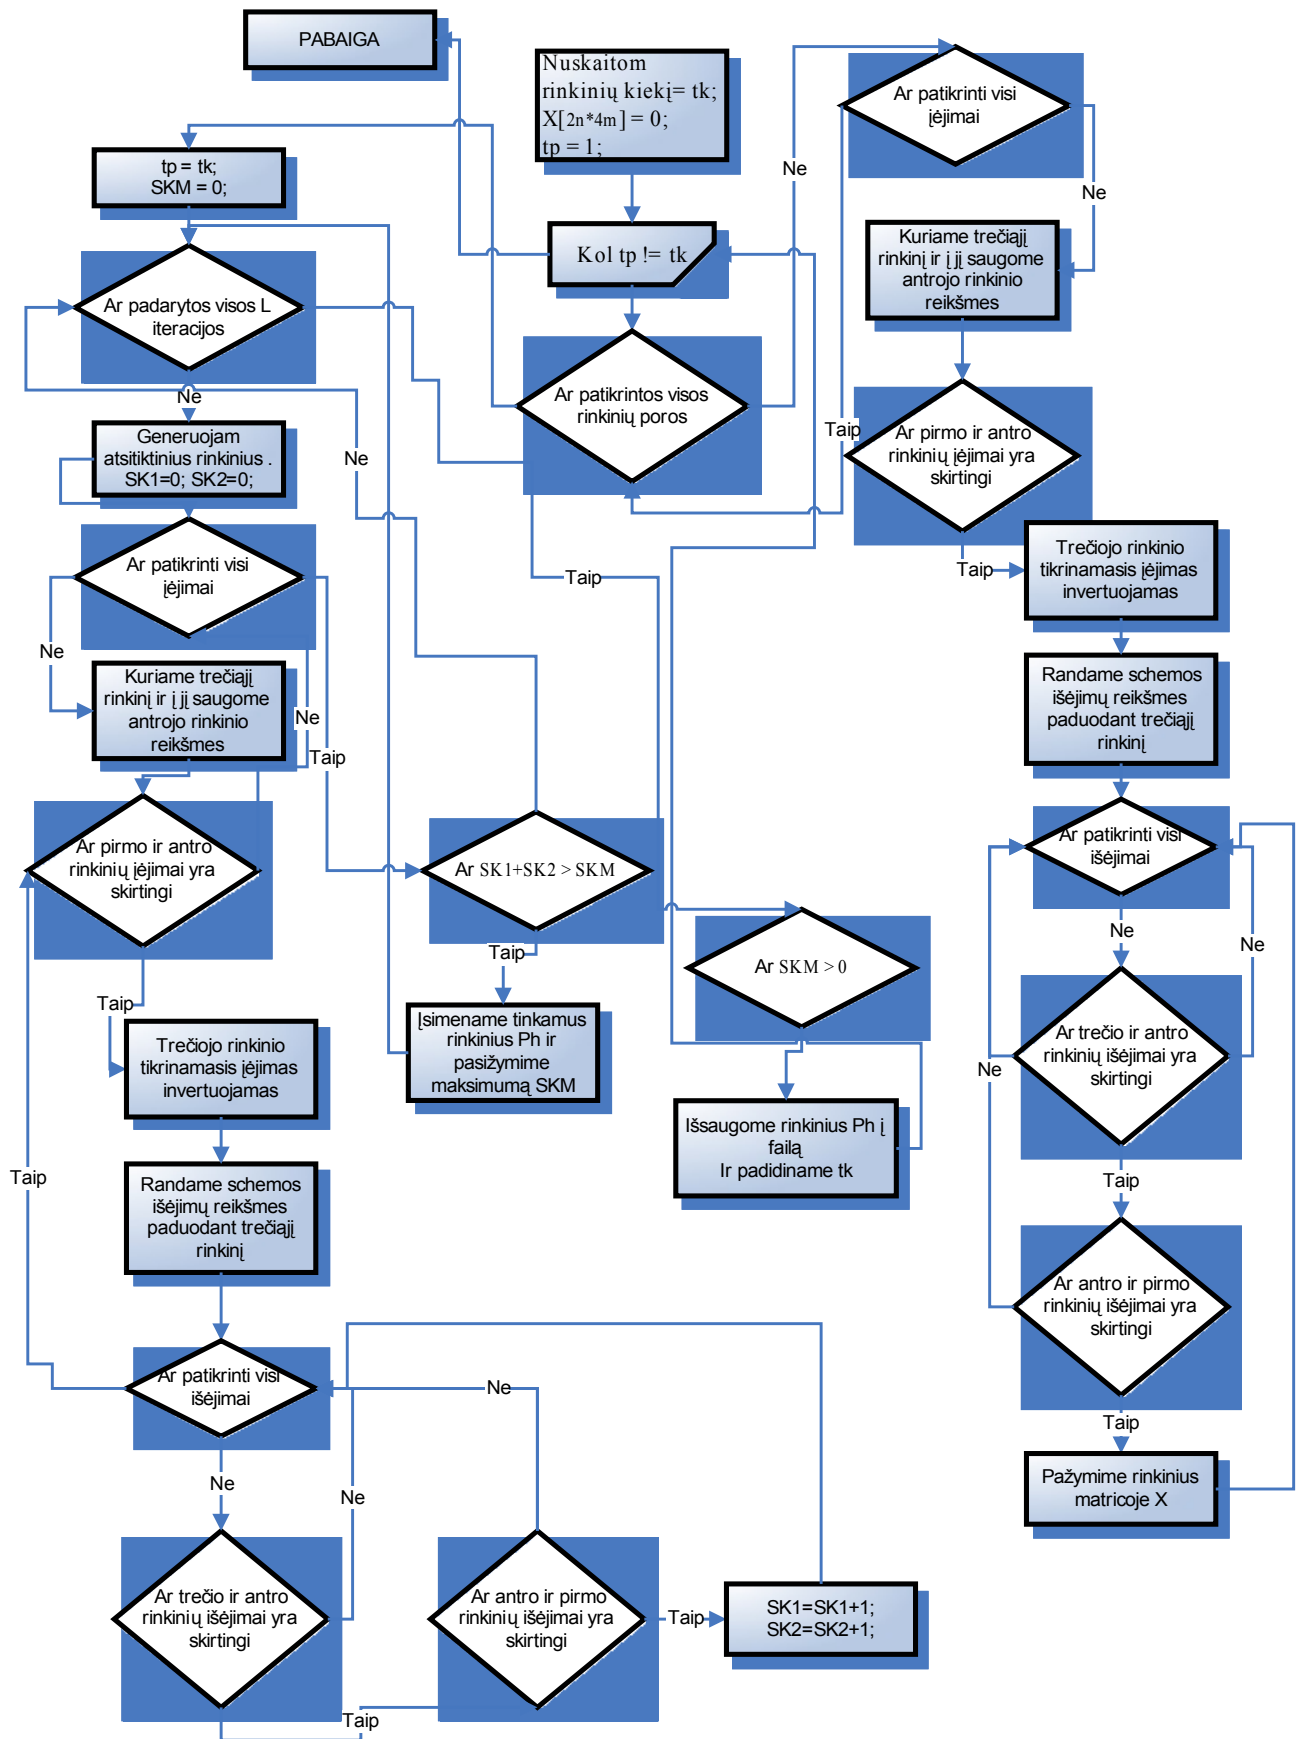 PABAIGA
Nuskaitom
rinkinių kiekį= tk;
X[2n*4m] = 0;
tp = 1;
Ar patikrinti visi
įėjimai
Ne
Ne
tp = tk;
SKM = 0;
Kol tp != tk
Kuriame trečiąjį
rinkinį ir į jį saugome
antrojo rinkinio
reikšmes
Ar padarytos visos L
iteracijos
Ne
Ar patikrintos visos
rinkinių poros
Taip
Ar pirmo ir antro
rinkinių įėjimai yra
skirtingi
Generuojam
atsitiktinius rinkinius .
SK1=0; SK2=0;
Ne
Taip
Trečiojo rinkinio
tikrinamasis įėjimas
invertuojamas
Ar patikrinti visi
įėjimai
Taip
Ne
Kuriame trečiąjį
rinkinį ir į jį saugome
antrojo rinkinio
reikšmes
Ne
Taip
Randame schemos
išėjimų reikšmes
paduodant trečiąjį
rinkinį
Ar pirmo ir antro
rinkinių įėjimai yra
skirtingi
Ar SK1+SK2 > SKM
Ar patikrinti visi
išėjimai
Ne
Ne
Taip
Ar SKM > 0
Taip
Įsimename tinkamus
rinkinius Ph ir
pasižymime
maksimumą SKM
Ar trečio ir antro
rinkinių išėjimai yra
skirtingi
Ne
Trečiojo rinkinio
tikrinamasis įėjimas
invertuojamas
Išsaugome rinkinius Ph į
failą
Ir padidiname tk
Taip
Taip
Randame schemos
išėjimų reikšmes
paduodant trečiąjį
rinkinį
Ar antro ir pirmo
rinkinių išėjimai yra
skirtingi
Ar patikrinti visi
išėjimai
Ne
Taip
Ne
Ne
Pažymime rinkinius
matricoje X
Ar trečio ir antro
rinkinių išėjimai yra
skirtingi
Ar antro ir pirmo
rinkinių išėjimai yra
skirtingi
Taip
SK1=SK1+1;
SK2=SK2+1;
Taip